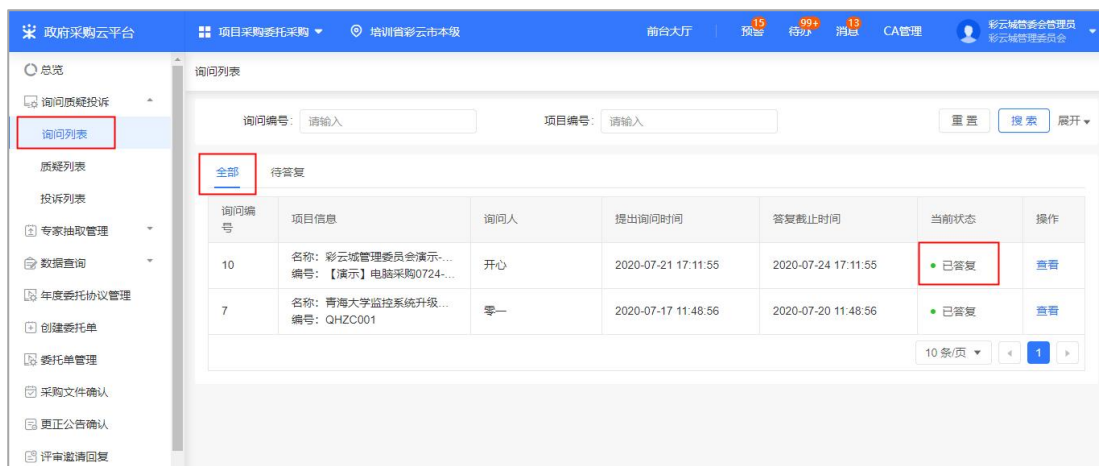 政府采购云平台
项目采购委托采购
培训省彩云市本级
前台大厅
预警 15
待办 99+
消息 13
CA管理
彩云城管委会管理员
彩云城管理委员会
总览
询问质疑投诉
询问列表
质疑列表
投诉列表
专家抽取管理
数据查询
年度委托协议管理
创建委托单
委托单管理
采购文件确认
更正公告确认
评审邀请回复
询问列表
询问编号: 请输入 项目编号: 请输入 重置 搜索 展开
全部 待答复
询问编号 项目信息 询问人 提出询问时间 答复截止时间 当前状态 操作
10 名称: 彩云城管理委员会演示-... 开心 2020-07-21 17:11:55 2020-07-24 17:11:55 已答复 查看
编号: 【演示】电脑采购0724-...
7 名称: 青海大学监控系统升级... 零一 2020-07-17 11:48:56 2020-07-20 11:48:56 已答复 查看
编号: QHZC001
10 条/页 1